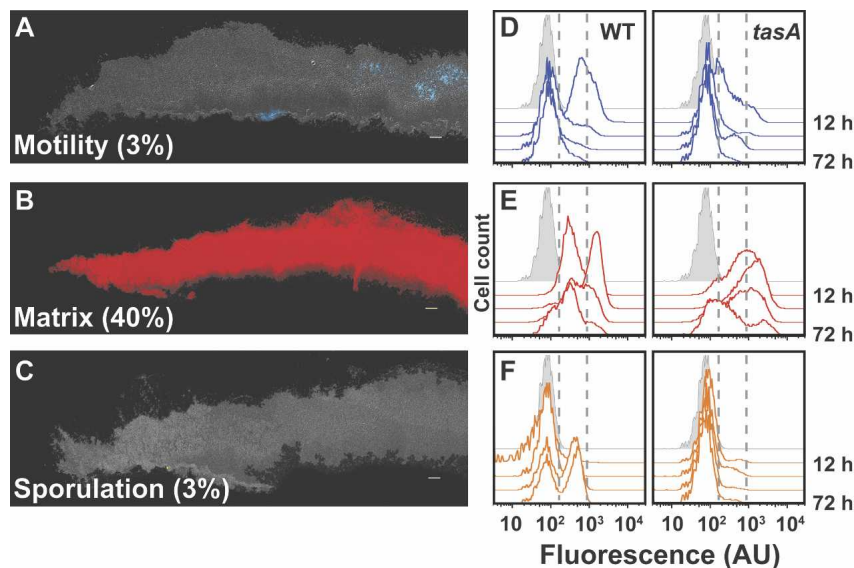 A
Motility (3%)
B
Matrix (40%)
C
Sporulation (3%)
D
WT
tasA
12 h
72 h
E
12 h
72 h
F
12 h
72 h
Cell count
10 10² 10³ 10⁴
10 10² 10³ 10⁴
Fluorescence (AU)